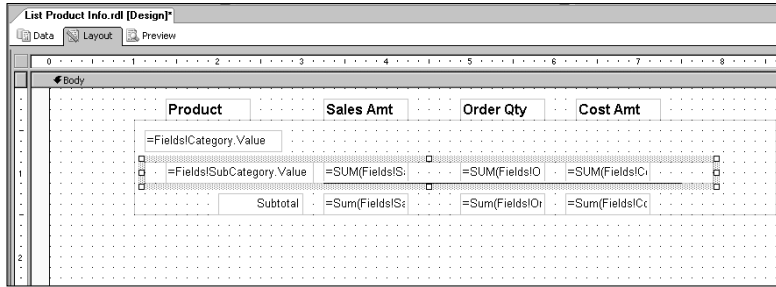 List Product Info.rdl [Design]*
Data Layout Preview
0 1 2 3 4 5 6 7 8
Body
Product Sales Amt Order Qty Cost Amt
=Fields!Category.Value
1
=Fields!SubCategory.Value =SUM(Fields!S =SUM(Fields!O =SUM(Fields!C
Subtotal =Sum(Fields!Sa =Sum(Fields!Or =Sum(Fields!Co
2